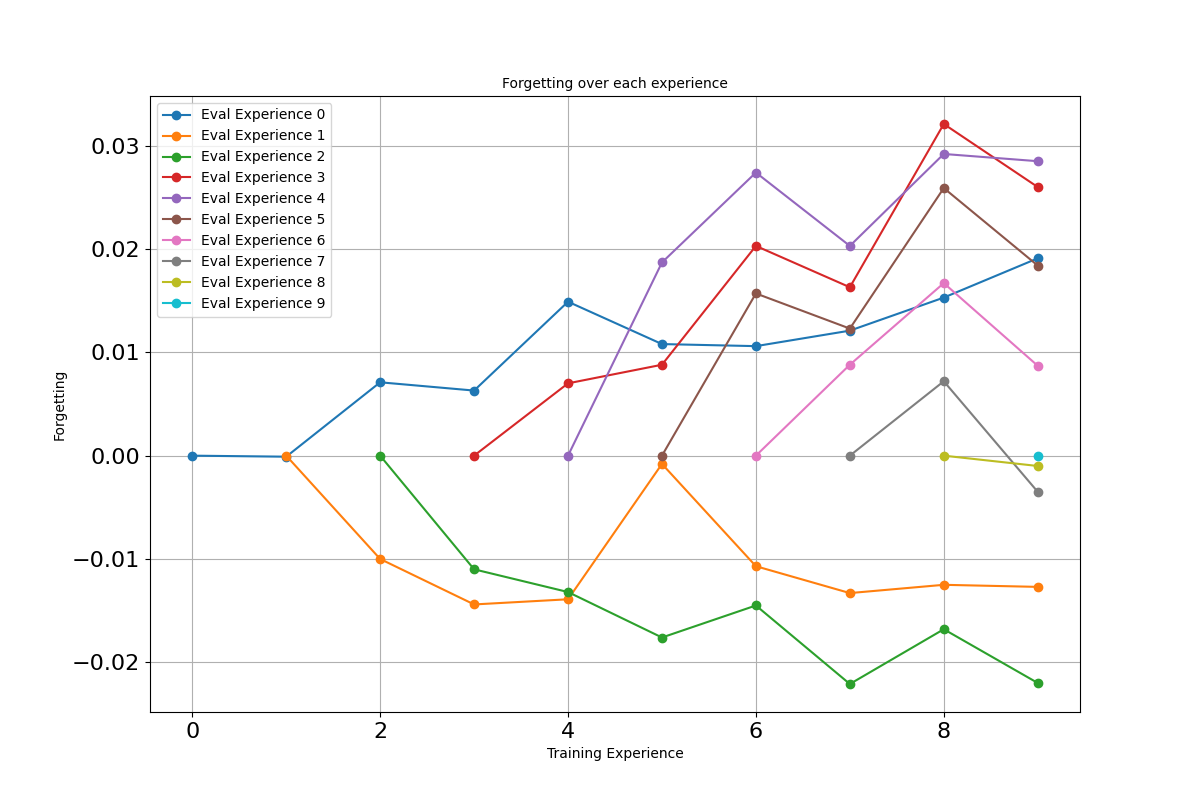 Forgetting over each experience
Eval Experience 0
Eval Experience 1
Eval Experience 2
Eval Experience 3
Eval Experience 4
Eval Experience 5
Eval Experience 6
Eval Experience 7
Eval Experience 8
Eval Experience 9
0.03
0.02
0.01
0.00
−0.01
−0.02
Forgetting
0 2 4 6 8
Training Experience